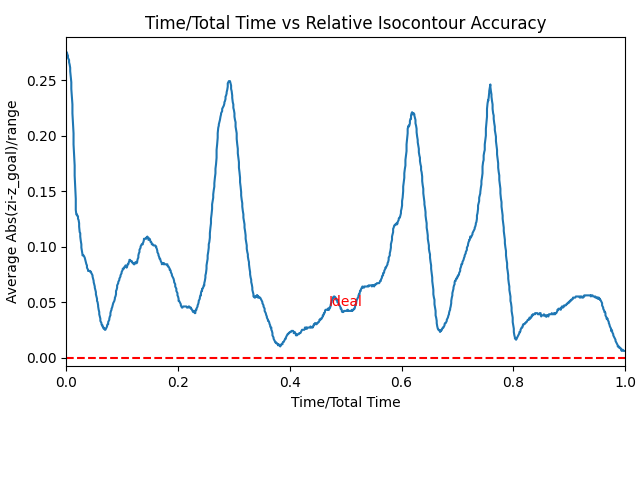 Time/Total Time vs Relative Isocontour Accuracy
Average Abs(zi-z_goal)/range
0.25
0.20
0.15
0.10
0.05
0.00
Ideal
0.0 0.2 0.4 0.6 0.8 1.0
Time/Total Time